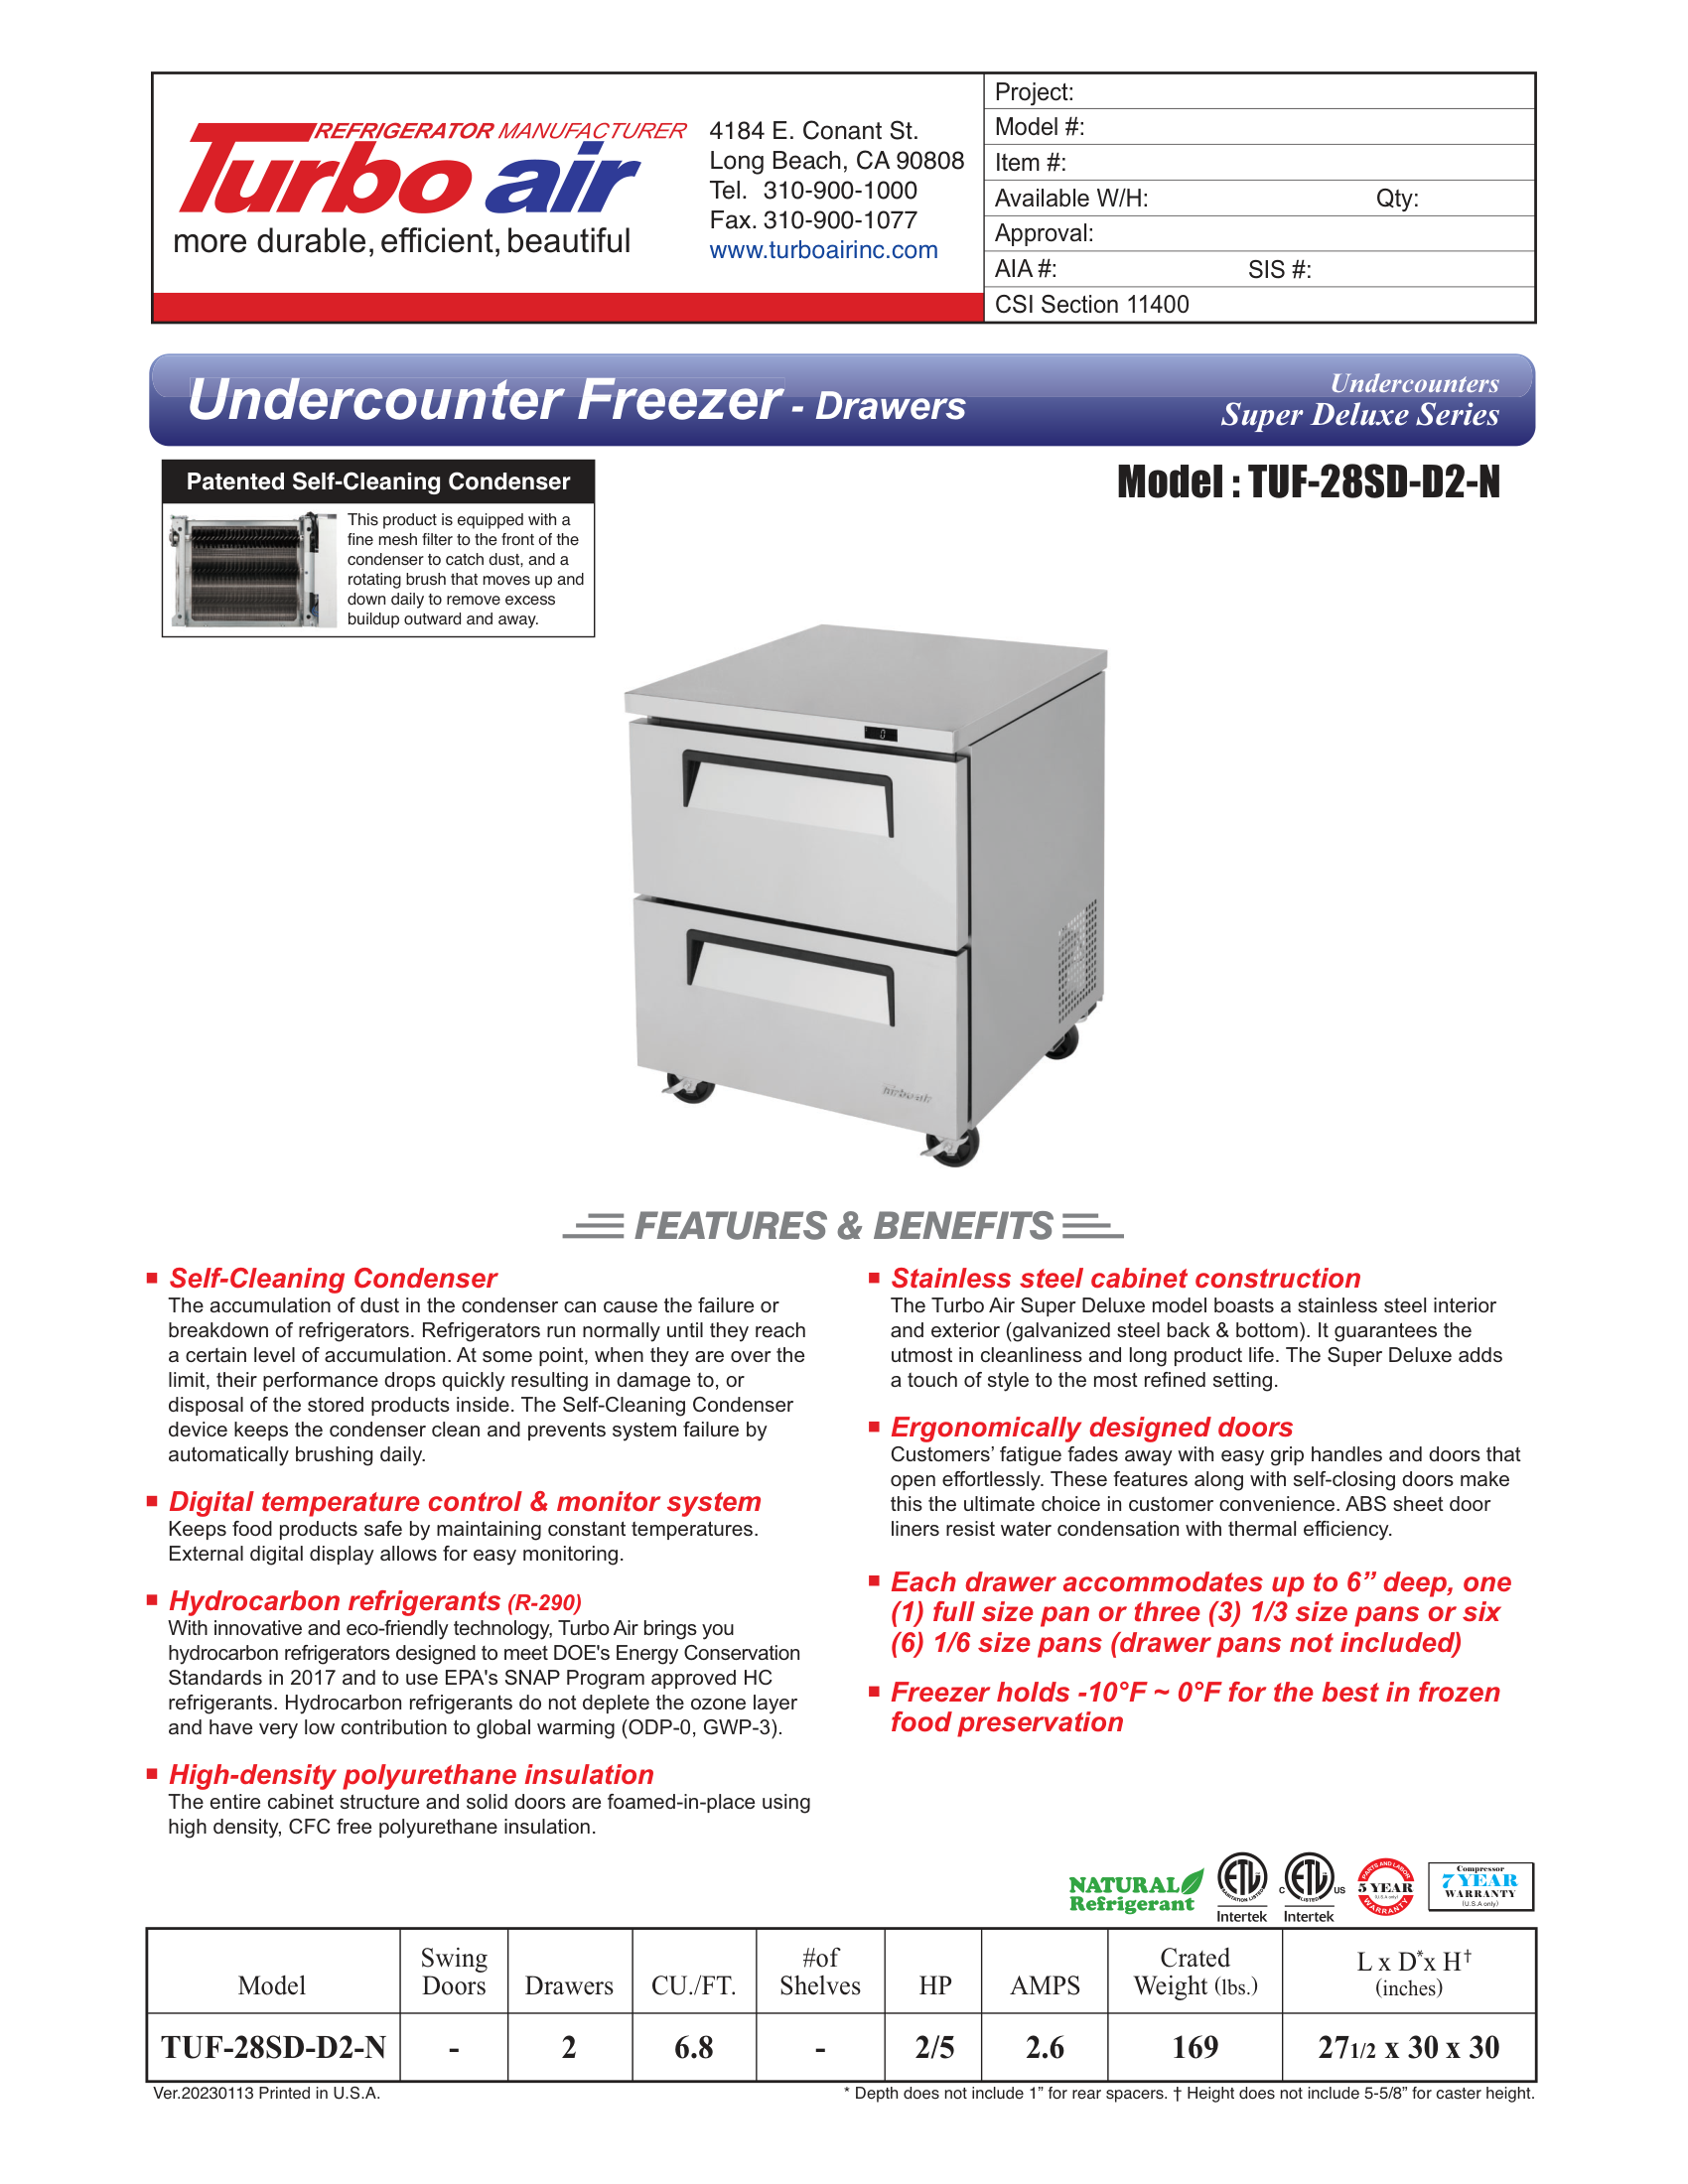 REFRIGERATOR MANUFACTURER
Turbo air
more durable, efficient, beautiful
4184 E. Conant St.
Long Beach, CA 90808
Tel. 310-900-1000
Fax. 310-900-1077
www.turboairinc.com
Project:
Model #:
Item #:
Available W/H: Qty:
Approval:
AIA #: SIS #:
CSI Section 11400
Undercounter Freezer - Drawers
Undercounters
Super Deluxe Series
Patented Self-Cleaning Condenser
This product is equipped with a
fine mesh filter to the front of the
condenser to catch dust, and a
rotating brush that moves up and
down daily to remove excess
buildup outward and away.
Model : TUF-28SD-D2-N
0
turbo air
FEATURES & BENEFITS
Self-Cleaning Condenser
The accumulation of dust in the condenser can cause the failure or
breakdown of refrigerators. Refrigerators run normally until they reach
a certain level of accumulation. At some point, when they are over the
limit, their performance drops quickly resulting in damage to, or
disposal of the stored products inside. The Self-Cleaning Condenser
device keeps the condenser clean and prevents system failure by
automatically brushing daily.
Digital temperature control & monitor system
Keeps food products safe by maintaining constant temperatures.
External digital display allows for easy monitoring.
Hydrocarbon refrigerants (R-290)
With innovative and eco-friendly technology, Turbo Air brings you
hydrocarbon refrigerators designed to meet DOE's Energy Conservation
Standards in 2017 and to use EPA's SNAP Program approved HC
refrigerants. Hydrocarbon refrigerants do not deplete the ozone layer
and have very low contribution to global warming (ODP-0, GWP-3).
High-density polyurethane insulation
The entire cabinet structure and solid doors are foamed-in-place using
high density, CFC free polyurethane insulation.
Stainless steel cabinet construction
The Turbo Air Super Deluxe model boasts a stainless steel interior
and exterior (galvanized steel back & bottom). It guarantees the
utmost in cleanliness and long product life. The Super Deluxe adds
a touch of style to the most refined setting.
Ergonomically designed doors
Customers’ fatigue fades away with easy grip handles and doors that
open effortlessly. These features along with self-closing doors make
this the ultimate choice in customer convenience. ABS sheet door
liners resist water condensation with thermal efficiency.
Each drawer accommodates up to 6” deep, one
(1) full size pan or three (3) 1/3 size pans or six
(6) 1/6 size pans (drawer pans not included)
Freezer holds -10°F ~ 0°F for the best in frozen
food preservation
NATURAL
Refrigerant
ETL
SANITATION LISTED
Intertek
C ETL US
LISTED
Intertek
PARTS AND LABOR
5 YEAR
(U.S.A only)
WARRANTY
Compressor
7 YEAR
WARRANTY
(U.S.A only)
Model Swing Doors Drawers CU./FT. #of Shelves HP AMPS Crated Weight (lbs.) L x D* x H† (inches)
TUF-28SD-D2-N - 2 6.8 - 2/5 2.6 169 27 1/2 x 30 x 30
Ver.20230113 Printed in U.S.A.
* Depth does not include 1” for rear spacers. † Height does not include 5-5/8” for caster height.